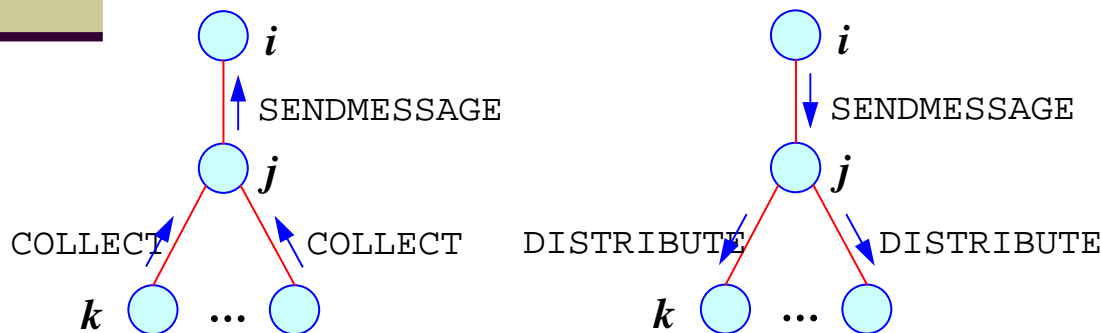 i i
SENDMESSAGE SENDMESSAGE
j j
COLLECT COLLECT DISTRIBUTE DISTRIBUTE
k ... k ...